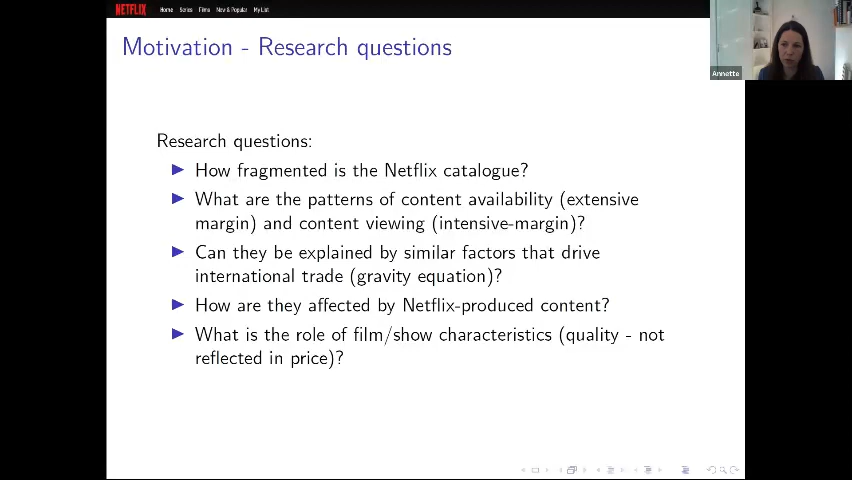 NETFLIX Home Series Films New & Popular My List
Motivation - Research questions
Annette
Research questions:
How fragmented is the Netflix catalogue?
What are the patterns of content availability (extensive
margin) and content viewing (intensive-margin)?
Can they be explained by similar factors that drive
international trade (gravity equation)?
How are they affected by Netflix-produced content?
What is the role of film/show characteristics (quality - not
reflected in price)?